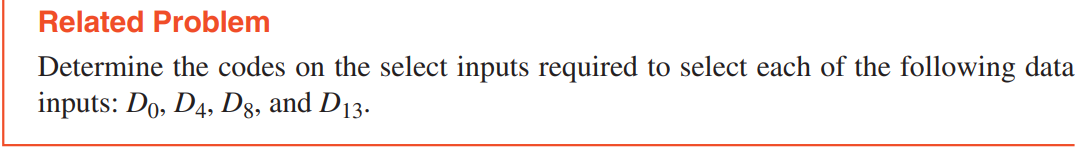 Related Problem
Determine the codes on the select inputs required to select each of the following data
inputs: D₀, D₄, D₈, and D₁₃.